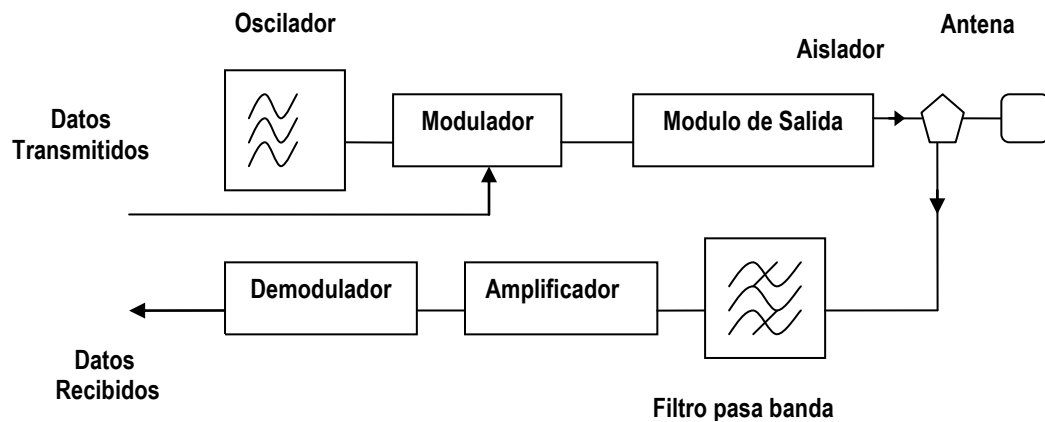 Oscilador
Antena
Aislador
Datos
Transmitidos
Modulador
Modulo de Salida
Demodulador
Amplificador
Datos
Recibidos
Filtro pasa banda